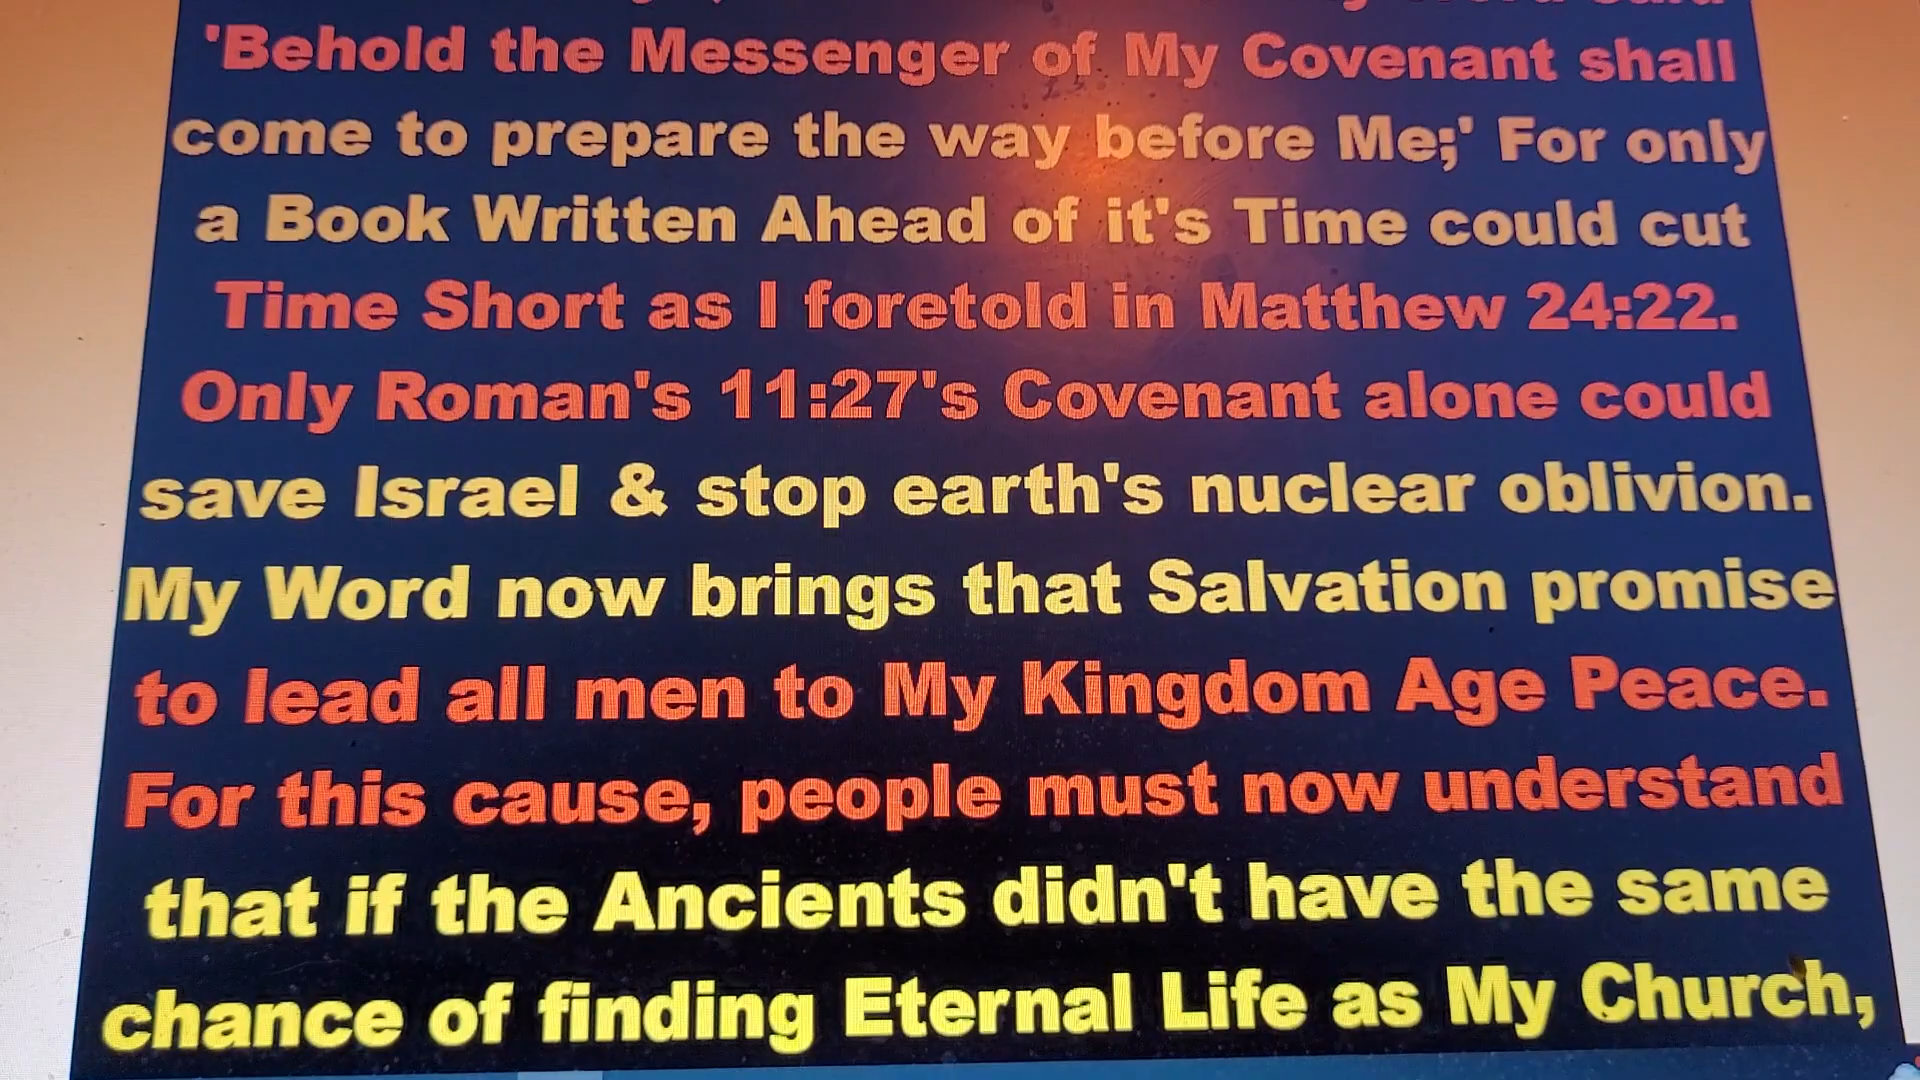 'Behold the Messenger of My Covenant shall
come to prepare the way before Me;' For only
a Book Written Ahead of it's Time could cut
Time Short as I foretold in Matthew 24:22.
Only Roman's 11:27's Covenant alone could
save Israel & stop earth's nuclear oblivion.
My Word now brings that Salvation promise
to lead all men to My Kingdom Age Peace.
For this cause, people must now understand
that if the Ancients didn't have the same
chance of finding Eternal Life as My Church,